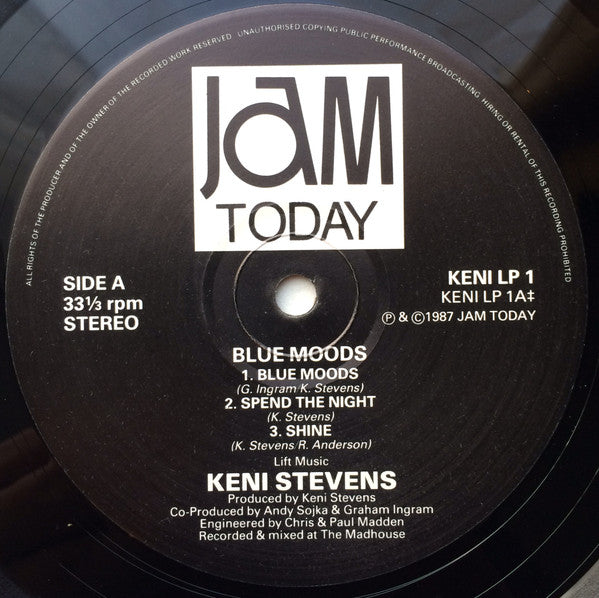 ALL RIGHTS OF THE PRODUCER AND OF THE OWNER OF THE RECORDED WORK RESERVED. UNAUTHORISED COPYING PUBLIC PERFORMANCE BROADCASTING. HIRING OR RENTAL OF THIS RECORDING PROHIBITED
JAM
TODAY
SIDE A
33⅓ rpm
STEREO
KENI LP 1
KENI LP 1A‡
℗ & ©1987 JAM TODAY
BLUE MOODS
1. BLUE MOODS
(G. Ingram K. Stevens)
2. SPEND THE NIGHT
(K. Stevens)
3. SHINE
(K. Stevens/R. Anderson)
Lift Music
KENI STEVENS
Produced by Keni Stevens
Co-Produced by Andy Sojka & Graham Ingram
Engineered by Chris & Paul Madden
Recorded & mixed at The Madhouse